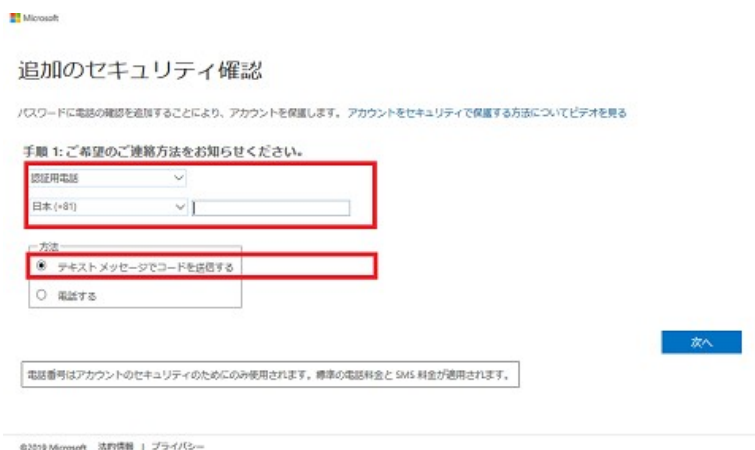 Microsoft
追加のセキュリティ確認
パスワードに電話の確認を追加することにより、アカウントを保護します。 アカウントをセキュリティで保護する方法についてビデオを見る
手順 1: ご希望のご連絡方法をお知らせください。
認証用電話
日本 (+81)
方法
テキスト メッセージでコードを送信する
電話する
次へ
電話番号はアカウントのセキュリティのためにのみ使用されます。標準の電話料金と SMS 料金が適用されます。
©2019 Microsoft 法的情報 | プライバシー